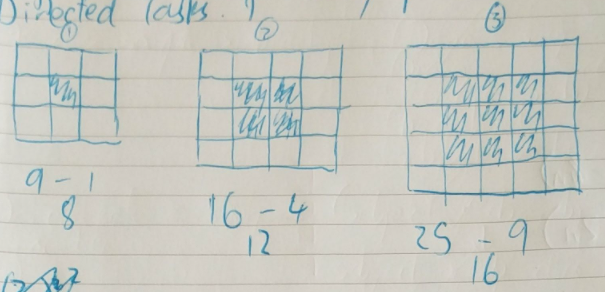 Directed Tasks.
① ② ③
9 - 1
8
16 - 4
12
25 - 9
16